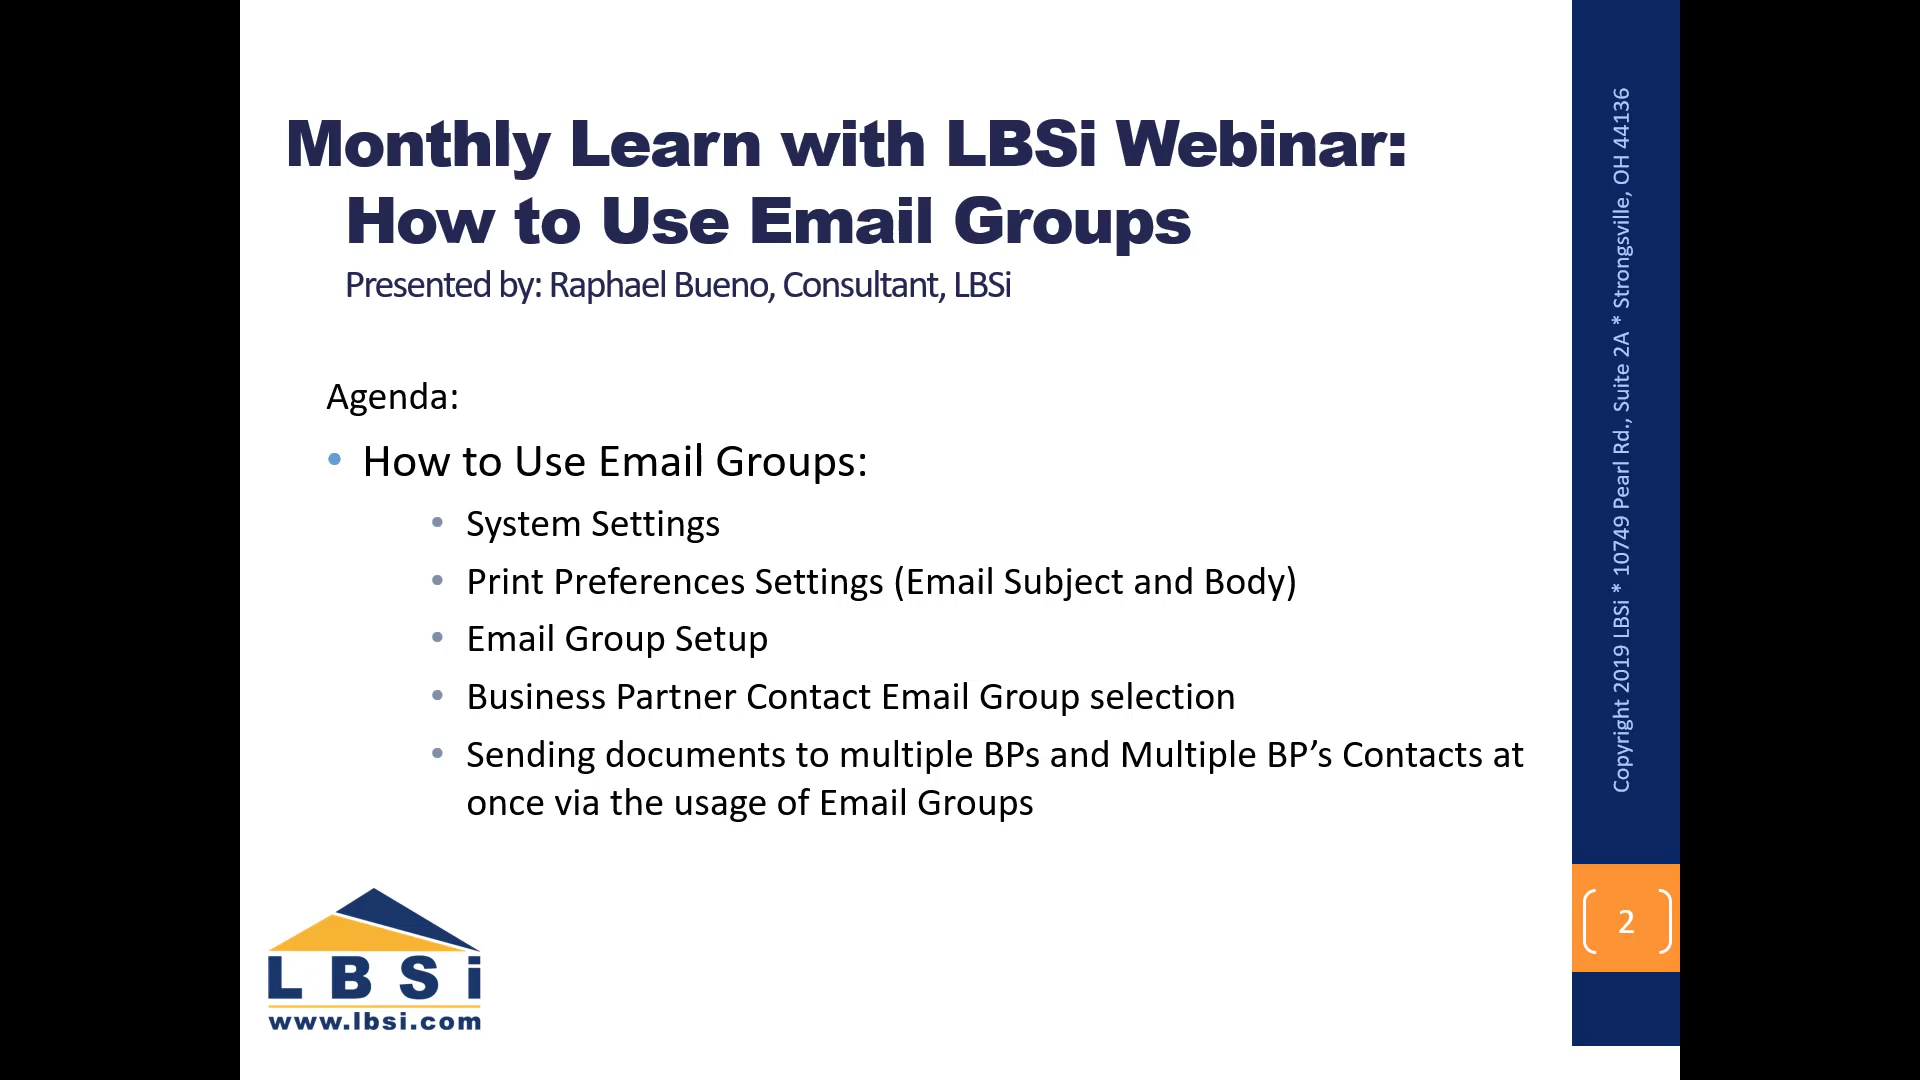 Monthly Learn with LBSi Webinar:
How to Use Email Groups
Presented by: Raphael Bueno, Consultant, LBSi
Agenda:
• How to Use Email Groups:
• System Settings
• Print Preferences Settings (Email Subject and Body)
• Email Group Setup
• Business Partner Contact Email Group selection
• Sending documents to multiple BPs and Multiple BP’s Contacts at
once via the usage of Email Groups
LBSi
www.lbsi.com
Copyright 2019 LBSi * 10749 Pearl Rd., Suite 2A * Strongsville, OH 44136
2